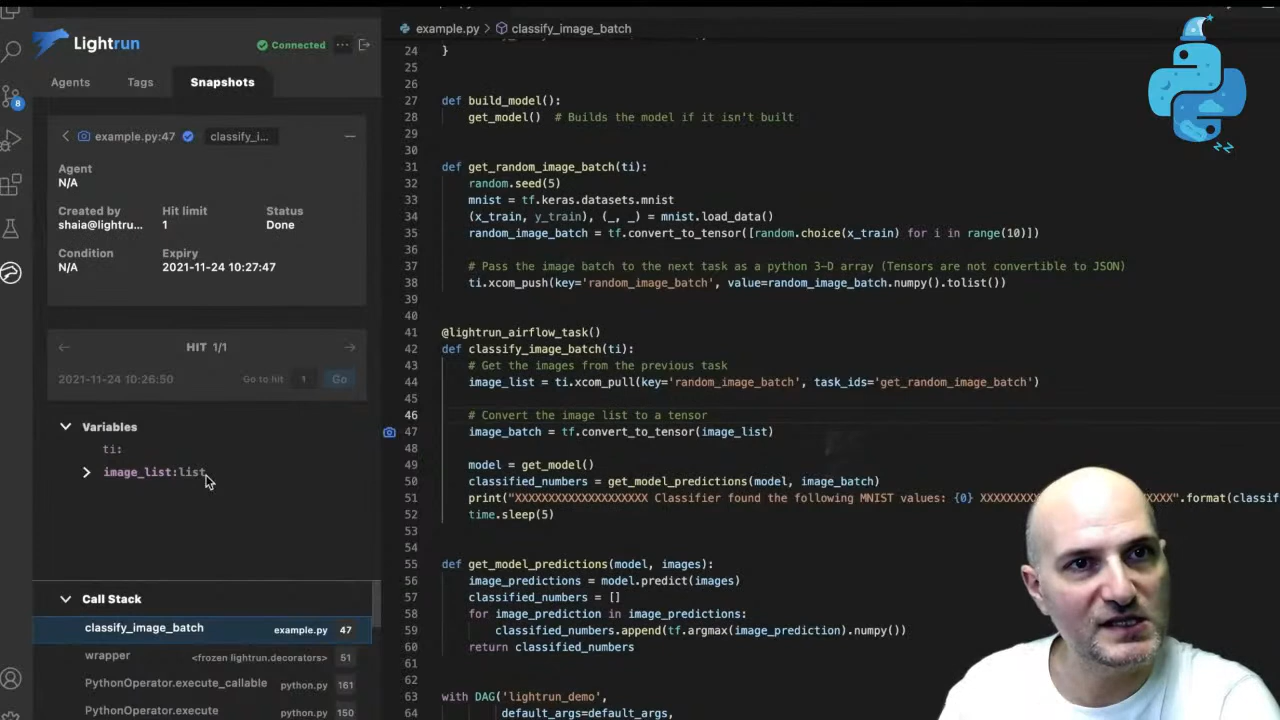 Lightrun
Connected
Agents
Tags
Snapshots
8
example.py:47
classify_i...
Agent
N/A
Created by
Hit limit
Status
shaia@lightru...
1
Done
Condition
Expiry
N/A
2021-11-24 10:27:47
HIT 1/1
2021-11-24 10:26:50
Go to hit
1
Go
Variables
ti:
image_list:list
Call Stack
classify_image_batch example.py 47
wrapper <frozen lightrun.decorators> 51
PythonOperator.execute_callable python.py 161
PythonOperator.execute python.py 150
example.py > classify_image_batch
24 }
25
26
27 def build_model():
28 get_model() # Builds the model if it isn't built
29
30
31 def get_random_image_batch(ti):
32 random.seed(5)
33 mnist = tf.keras.datasets.mnist
34 (x_train, y_train), (_, _) = mnist.load_data()
35 random_image_batch = tf.convert_to_tensor([random.choice(x_train) for i in range(10)])
36
37 # Pass the image batch to the next task as a python 3-D array (Tensors are not convertible to JSON)
38 ti.xcom_push(key='random_image_batch', value=random_image_batch.numpy().tolist())
39
40
41 @lightrun_airflow_task()
42 def classify_image_batch(ti):
43 # Get the images from the previous task
44 image_list = ti.xcom_pull(key='random_image_batch', task_ids='get_random_image_batch')
45
46 # Convert the image list to a tensor
47 image_batch = tf.convert_to_tensor(image_list)
48
49 model = get_model()
50 classified_numbers = get_model_predictions(model, image_batch)
51 print("XXXXXXXXXXXXXXXXXXXX Classifier found the following MNIST values: {0} XXXXXXXXXXXXXXXXXXXX".format(classif
52 time.sleep(5)
53
54
55 def get_model_predictions(model, images):
56 image_predictions = model.predict(images)
57 classified_numbers = []
58 for image_prediction in image_predictions:
59 classified_numbers.append(tf.argmax(image_prediction).numpy())
60 return classified_numbers
61
62
63 with DAG('lightrun_demo',
64 default_args=default_args,
zz